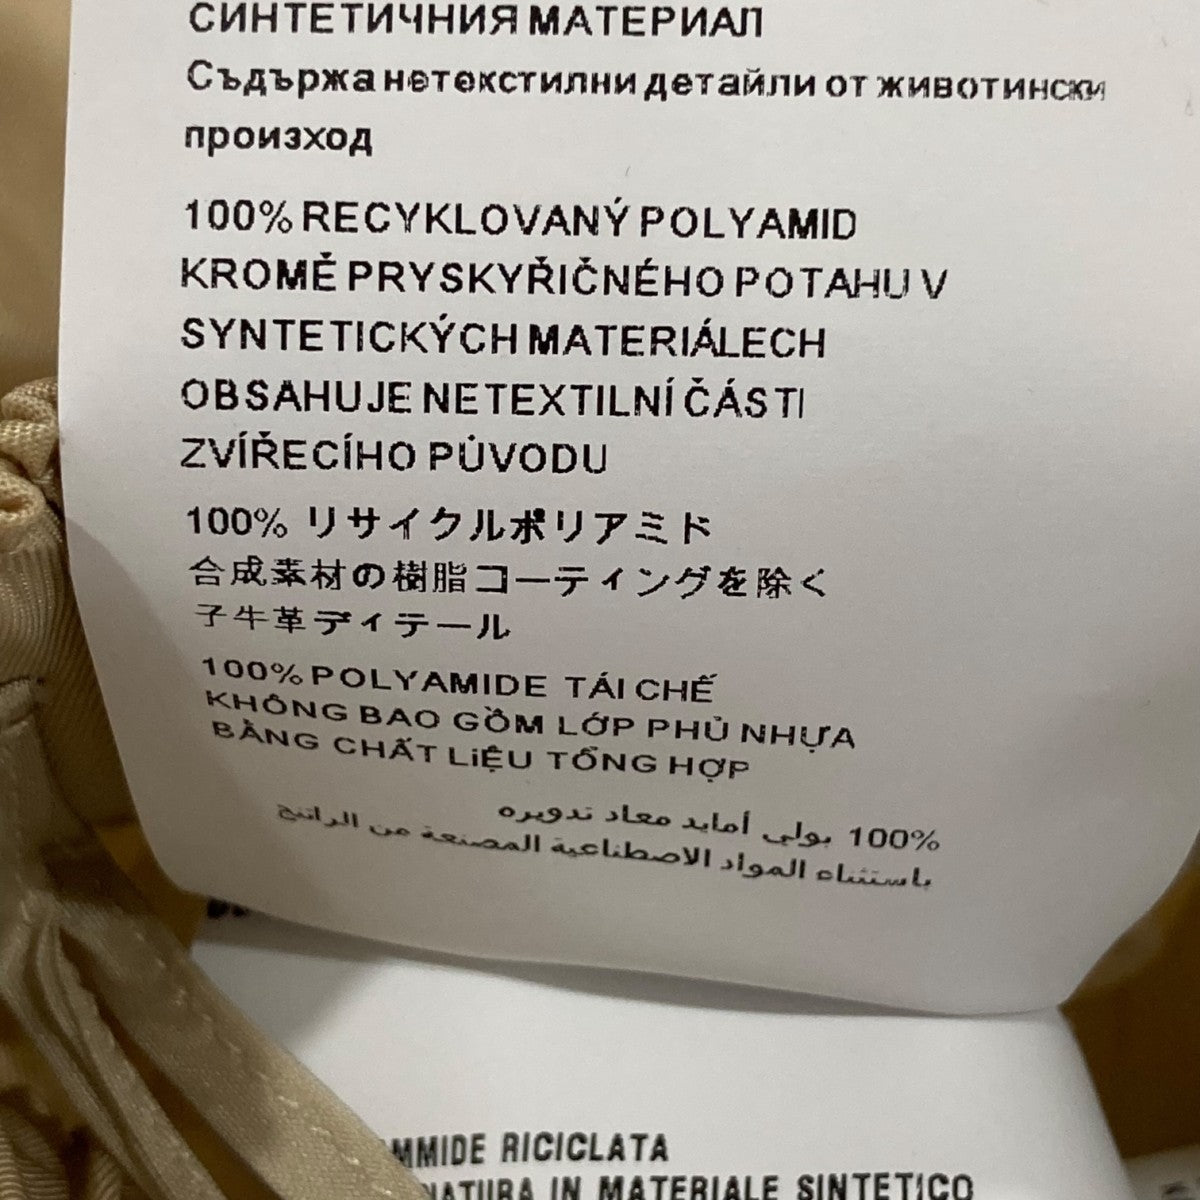 СИНТЕТИЧНИЯ МАТЕРИАЛ
Съдържа нетекстилни детайли от животински
произход
100% RECYKLOVANÝ POLYAMID
KROMĚ PRYSKYŘIČNÉHO POTAHU V
SYNTETICKÝCH MATERIÁLECH
OBSAHUJE NETEXTILNÍ ČÁSTI
ZVÍŘECÍHO PŮVODU
100% リサイクルポリアミド
合成素材の樹脂コーティングを除く
子牛革ディテール
100% POLYAMIDE TÁI CHẾ
KHÔNG BAO GỒM LỚP PHỦ NHỰA
BẰNG CHẤT LiỆU TỔNG HỢP
100% بولي أمايد معاد تدويره
باستثناء المواد الاصطناعية المصنعة من الراتنج
MMIDE RICICLATA
IN MATERIALE SINTETICO